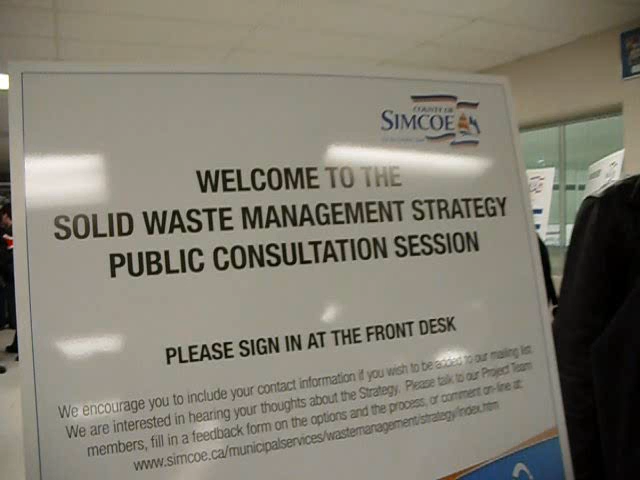 COUNTY OF
SIMCOE
WELCOME TO THE
SOLID WASTE MANAGEMENT STRATEGY
PUBLIC CONSULTATION SESSION
PLEASE SIGN IN AT THE FRONT DESK
We encourage you to include your contact information if you wish to be added to our mailing list.
We are interested in hearing your thoughts about the Strategy. Please talk to our Project Team
members, fill in a feedback form on the options and the process, or comment on-line at:
www.simcoe.ca/municipalservices/wastemanagement/strategy/index.htm